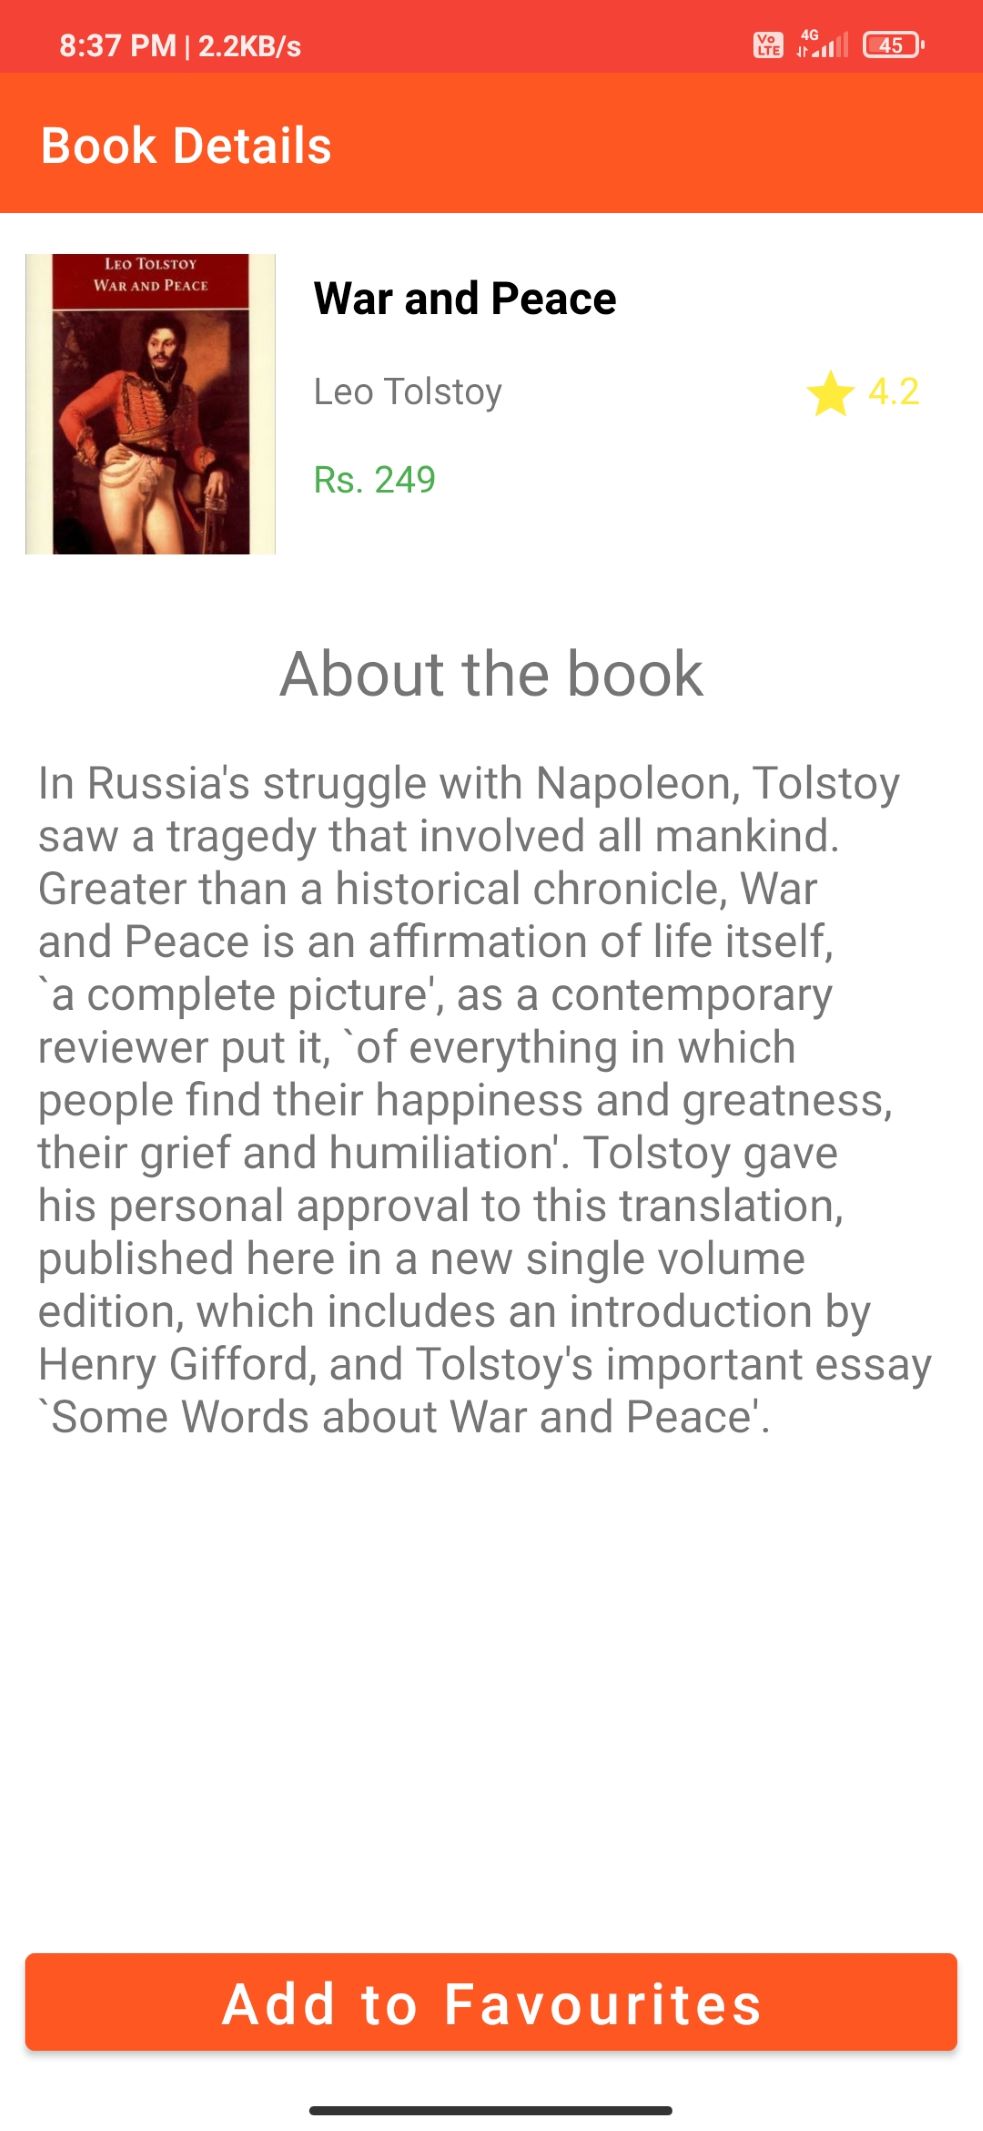 8:37 PM | 2.2KB/s
Vo
LTE
4G
45
Book Details
LEO TOLSTOY
WAR AND PEACE
War and Peace
Leo Tolstoy
4.2
Rs. 249
About the book
In Russia's struggle with Napoleon, Tolstoy
saw a tragedy that involved all mankind.
Greater than a historical chronicle, War
and Peace is an affirmation of life itself,
`a complete picture', as a contemporary
reviewer put it, `of everything in which
people find their happiness and greatness,
their grief and humiliation'. Tolstoy gave
his personal approval to this translation,
published here in a new single volume
edition, which includes an introduction by
Henry Gifford, and Tolstoy's important essay
`Some Words about War and Peace'.
Add to Favourites